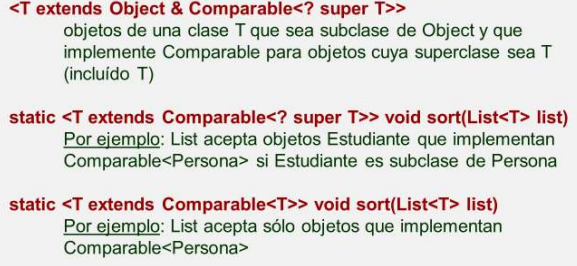 <T extends Object & Comparable<? super T>>
objetos de una clase T que sea subclase de Object y que
implemente Comparable para objetos cuya superclase sea T
(incluído T)
static <T extends Comparable<? super T>> void sort(List<T> list)
Por ejemplo: List acepta objetos Estudiante que implementan
Comparable<Persona> si Estudiante es subclase de Persona
static <T extends Comparable<T>> void sort(List<T> list)
Por ejemplo: List acepta sólo objetos que implementan
Comparable<Persona>